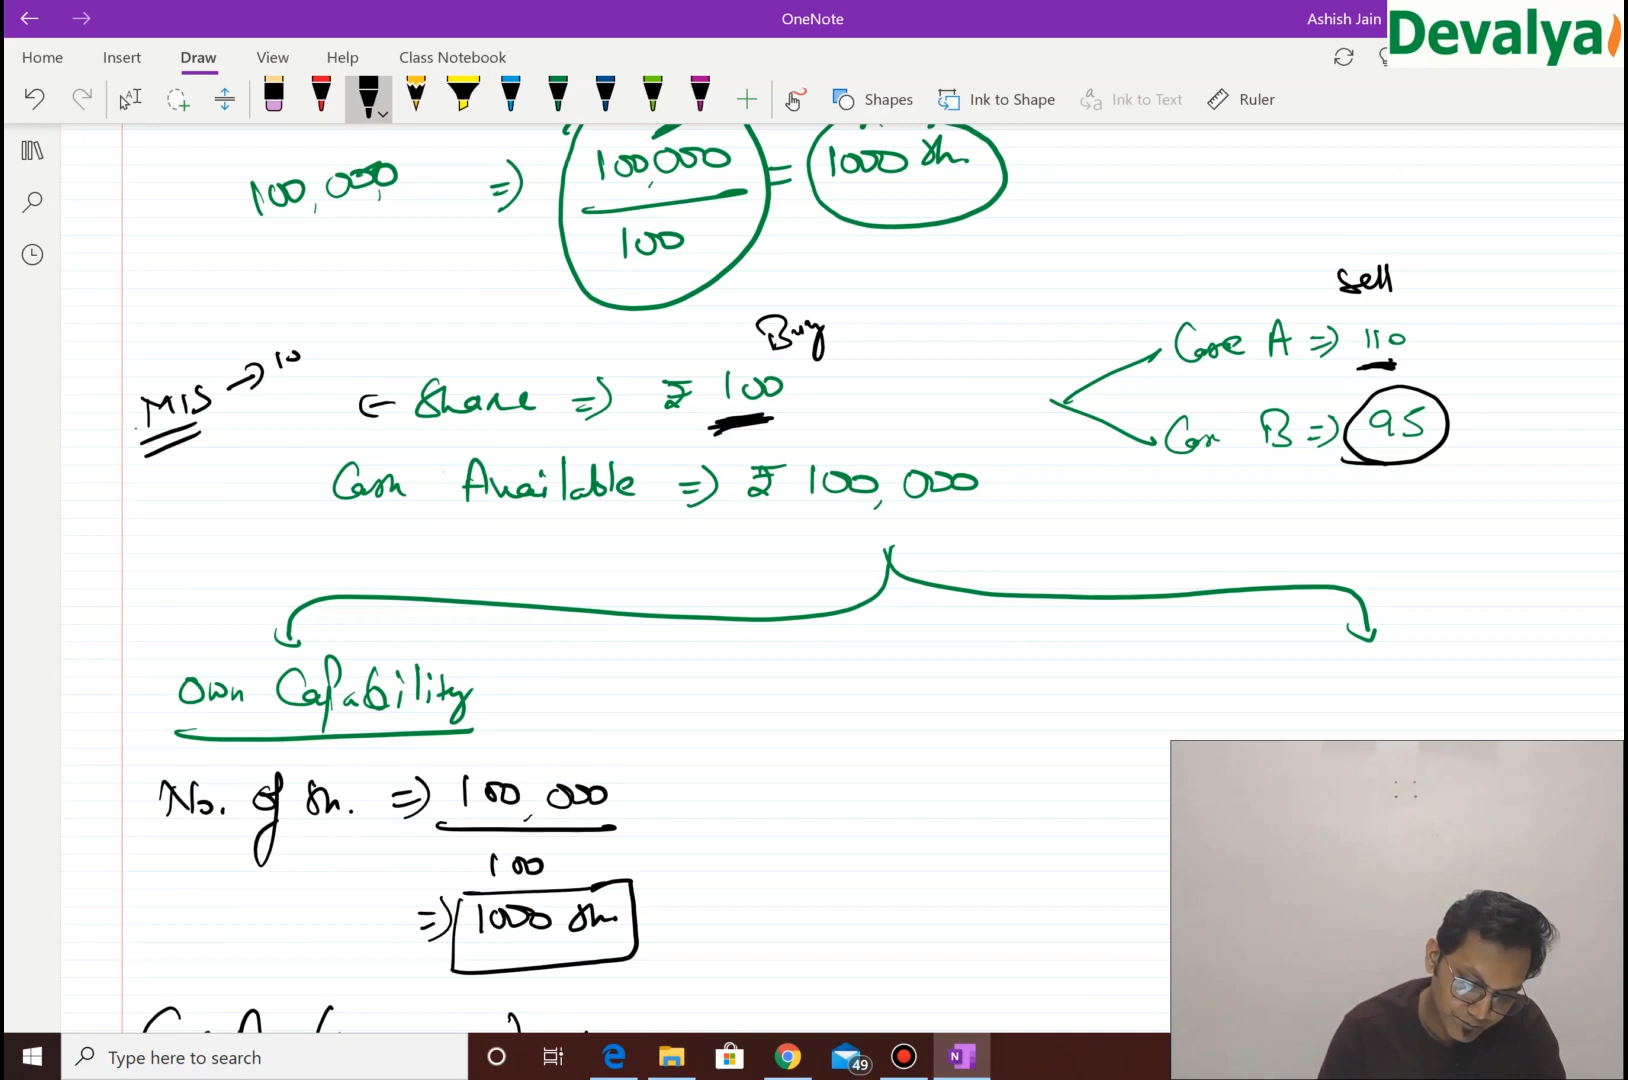 OneNote
Ashish Jain
Devalya
Home Insert Draw View Help Class Notebook
Shapes Ink to Shape Ink to Text Ruler
100,000 => 100,000 = 1000 Sh.
100
Sell
Buy
Case A => 110
MIS → 10
Share => ₹ 100
Case B => 95
Cash Available => ₹ 100,000
Own Capability
No. of Sh. => 100,000
100
=> 1000 Sh.
Type here to search
49
N